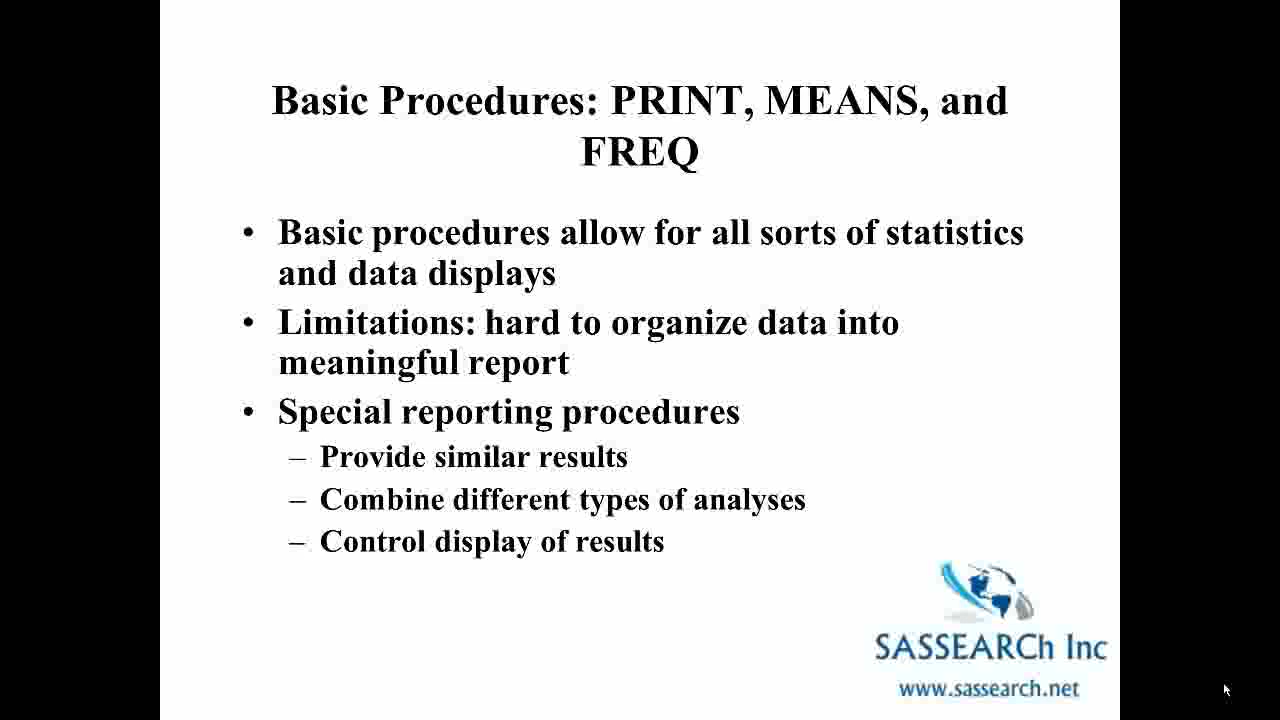 Basic Procedures: PRINT, MEANS, and
FREQ
• Basic procedures allow for all sorts of statistics
and data displays
• Limitations: hard to organize data into
meaningful report
• Special reporting procedures
– Provide similar results
– Combine different types of analyses
– Control display of results
SASSEARCh Inc
www.sassearch.net